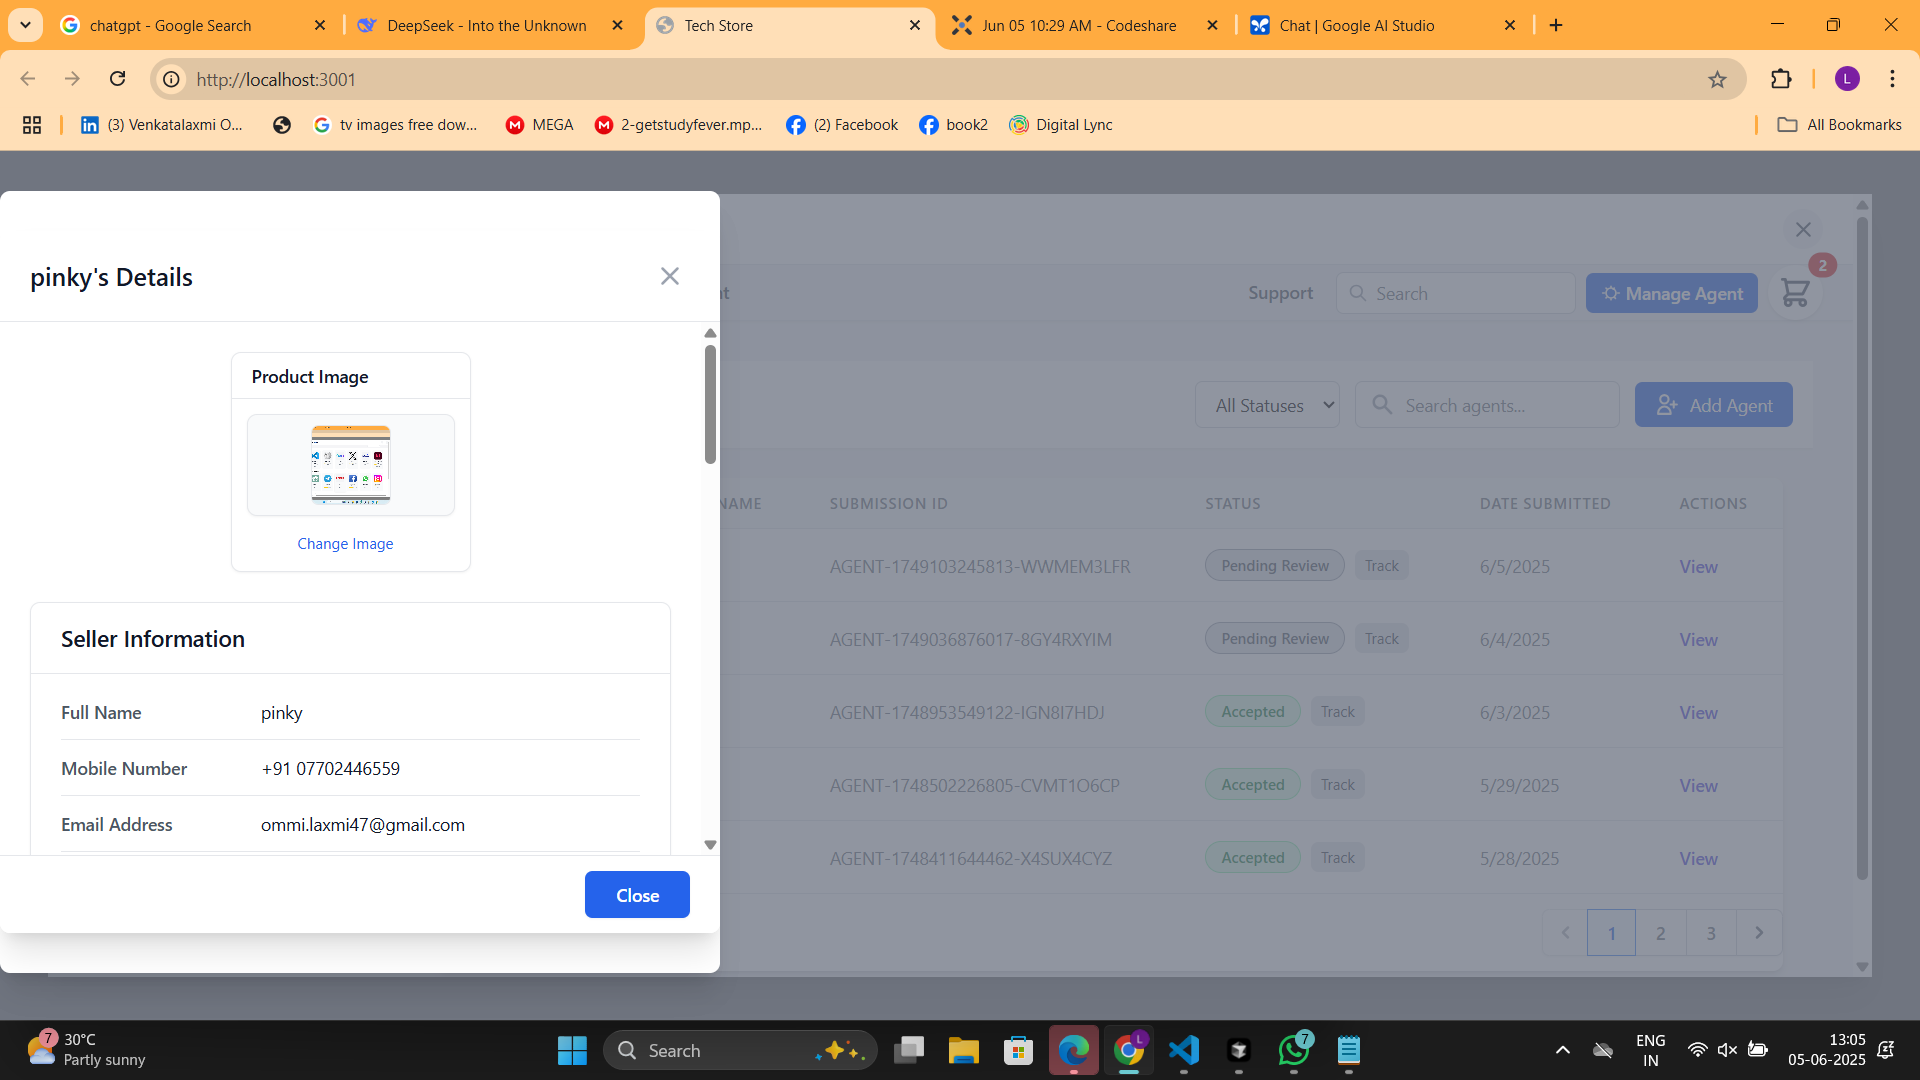 chatgpt - Google Search
DeepSeek - Into the Unknown
Tech Store
Jun 05 10:29 AM - Codeshare
Chat | Google AI Studio
http://localhost:3001
L
(3) Venkatalaxmi O...
tv images free dow...
MEGA
2-getstudyfever.mp...
(2) Facebook
book2
Digital Lync
All Bookmarks
pinky's Details
Product Image
Change Image
Seller Information
Full Name pinky
Mobile Number +91 07702446559
Email Address ommi.laxmi47@gmail.com
Close
nt
Support
Search
Manage Agent
2
All Statuses
Search agents...
Add Agent
NAME SUBMISSION ID STATUS DATE SUBMITTED ACTIONS
AGENT-1749103245813-WWMEM3LFR Pending Review Track 6/5/2025 View
AGENT-1749036876017-8GY4RXYIM Pending Review Track 6/4/2025 View
AGENT-1748953549122-IGN8I7HDJ Accepted Track 6/3/2025 View
AGENT-1748502226805-CVMT1O6CP Accepted Track 5/29/2025 View
AGENT-1748411644462-X4SUX4CYZ Accepted Track 5/28/2025 View
1 2 3
7
30°C
Partly sunny
Search
L
7
ENG
IN
13:05
05-06-2025